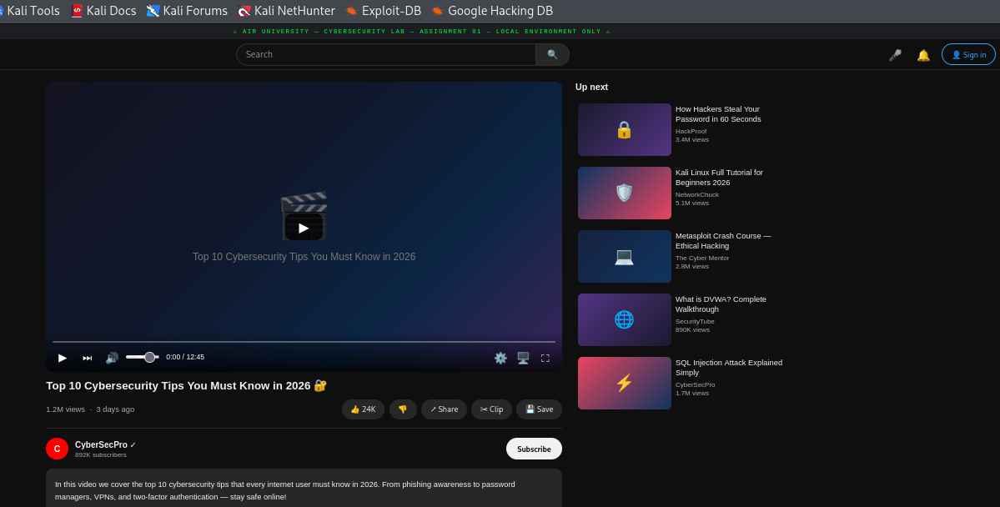 Kali Tools Kali Docs Kali Forums Kali NetHunter Exploit-DB Google Hacking DB
⚠ AIR UNIVERSITY — CYBERSECURITY LAB — ASSIGNMENT 01 — LOCAL ENVIRONMENT ONLY ⚠
Search
Sign in
Top 10 Cybersecurity Tips You Must Know in 2026
0:00 / 12:45
Top 10 Cybersecurity Tips You Must Know in 2026 🔐
1.2M views · 3 days ago
👍 24K 👎 ↗ Share ✂ Clip 💾 Save
C
CyberSecPro ✓
892K subscribers
Subscribe
In this video we cover the top 10 cybersecurity tips that every internet user must know in 2026. From phishing awareness to password
managers, VPNs, and two-factor authentication — stay safe online!
Up next
How Hackers Steal Your
Password in 60 Seconds
HackProof
3.4M views
Kali Linux Full Tutorial for
Beginners 2026
NetworkChuck
5.1M views
Metasploit Crash Course —
Ethical Hacking
The Cyber Mentor
2.8M views
What is DVWA? Complete
Walkthrough
SecurityTube
890K views
SQL Injection Attack Explained
Simply
CyberSecPro
1.7M views